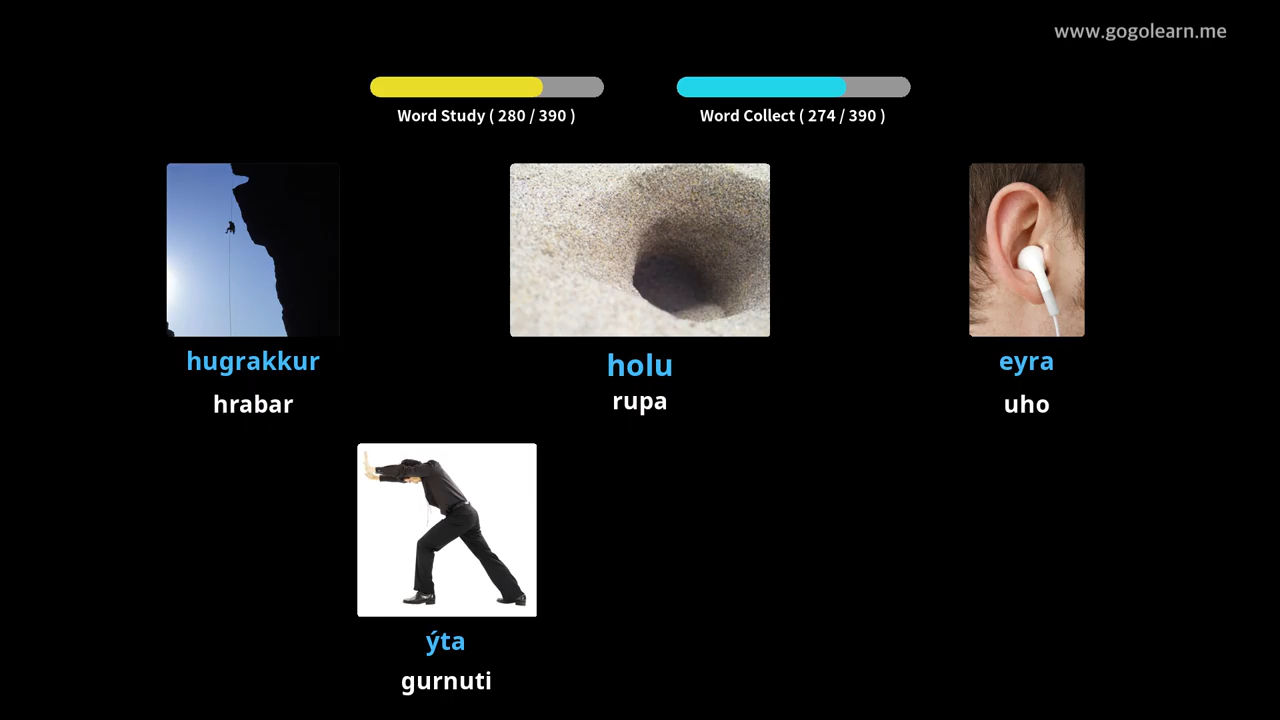 www.gogolearn.me
Word Study ( 280 / 390 )
Word Collect ( 274 / 390 )
hugrakkur
hrabar
holu
rupa
eyra
uho
ýta
gurnuti